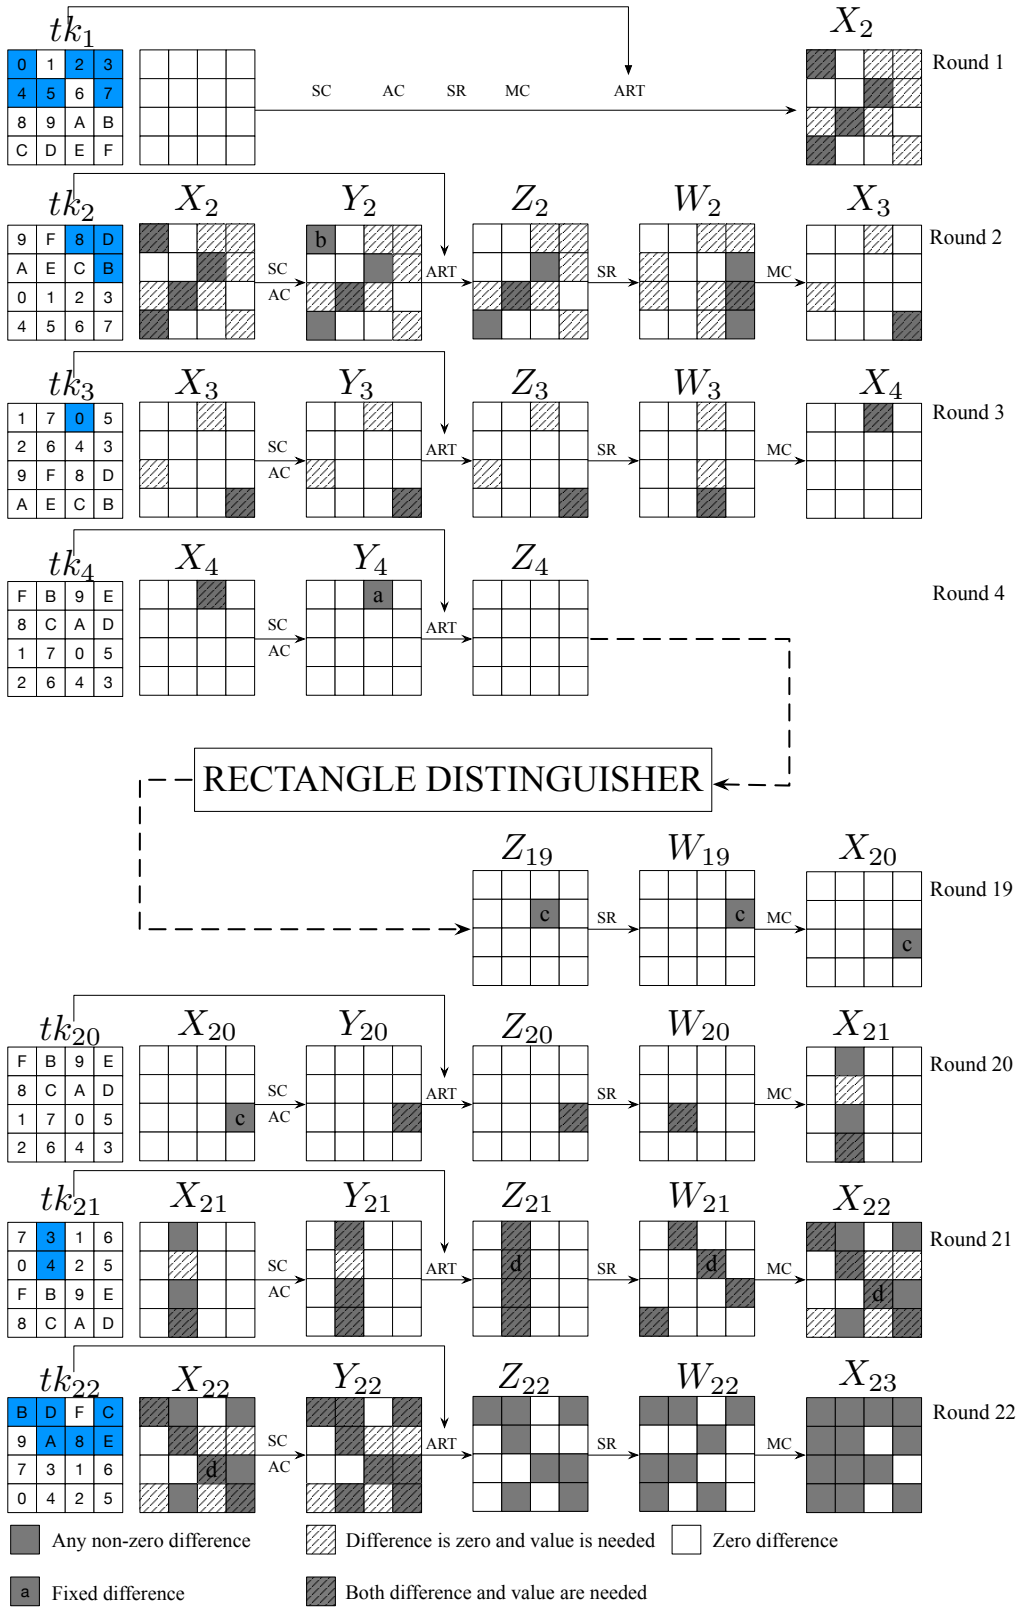 tk1 X2
0 1 2 3 Round 1
4 5 6 7 SC AC SR MC ART
8 9 A B
C D E F
tk2 X2 Y2 Z2 W2 X3
9 F 8 D b Round 2
A E C B SC AC ART SR MC
0 1 2 3
4 5 6 7
tk3 X3 Y3 Z3 W3 X4
1 7 0 5 Round 3
2 6 4 3 SC AC ART SR MC
9 F 8 D
A E C B
tk4 X4 Y4 Z4
F B 9 E a Round 4
8 C A D SC AC ART
1 7 0 5
2 6 4 3
RECTANGLE DISTINGUISHER
Z19 W19 X20
Round 19
c SR c MC c
tk20 X20 Y20 Z20 W20 X21
F B 9 E Round 20
8 C A D SC AC ART SR MC
1 7 0 5 c
2 6 4 3
tk21 X21 Y21 Z21 W21 X22
7 3 1 6 Round 21
0 4 2 5 SC AC ART d SR d MC
F B 9 E d
8 C A D
tk22 X22 Y22 Z22 W22 X23
B D F C Round 22
9 A 8 E SC AC ART SR MC
7 3 1 6 d
0 4 2 5
Any non-zero difference Difference is zero and value is needed Zero difference
a Fixed difference Both difference and value are needed